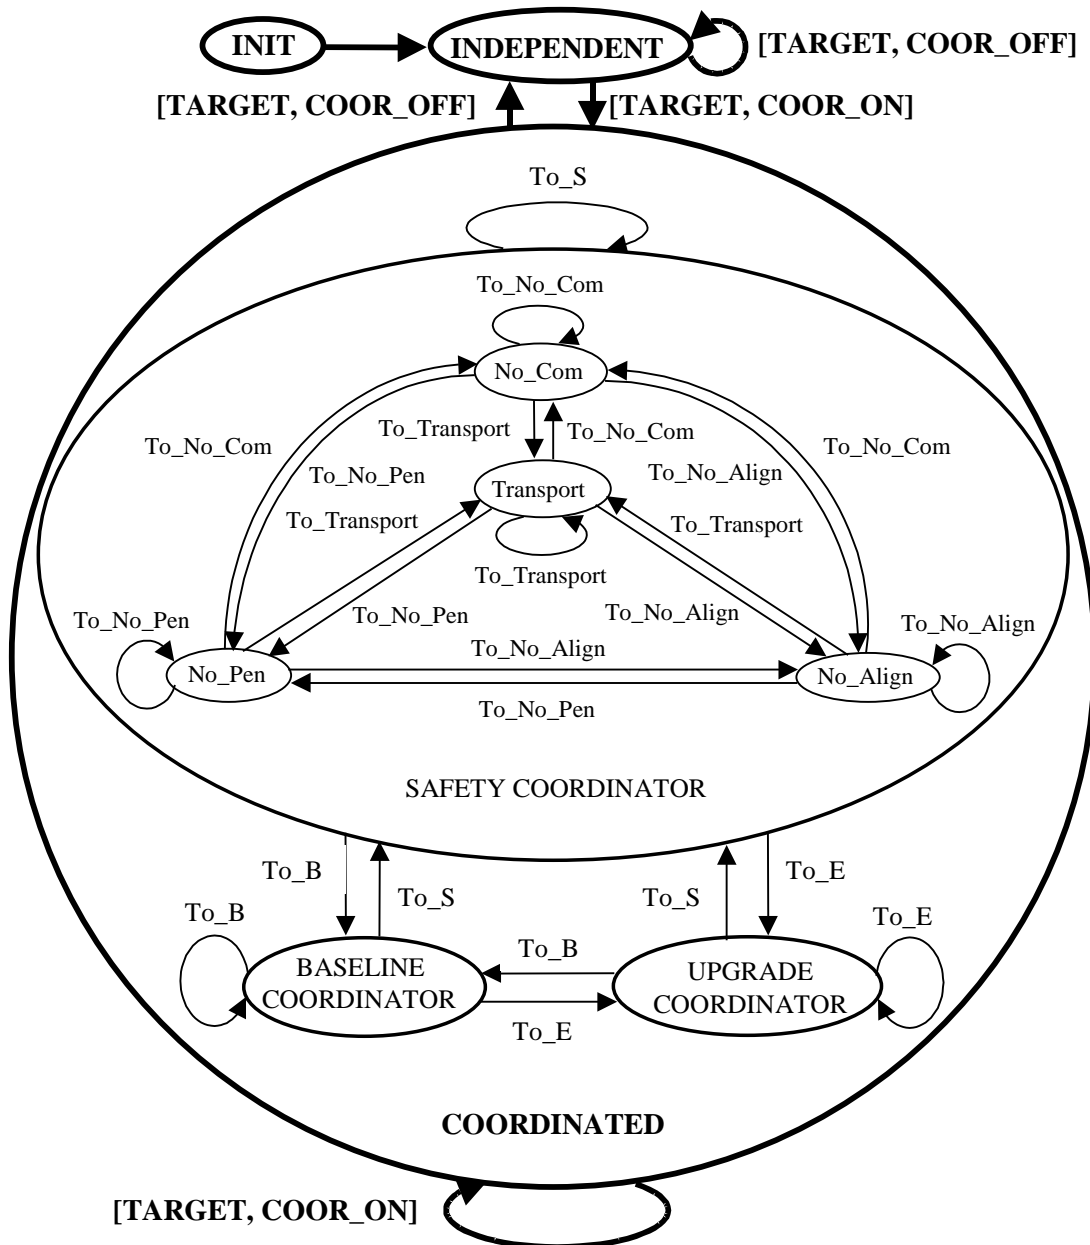 INIT
INDEPENDENT
[TARGET, COOR_OFF]
[TARGET, COOR_OFF]
[TARGET, COOR_ON]
To_S
To_No_Com
No_Com
To_Transport
To_No_Com
To_No_Com
To_No_Com
To_No_Pen
To_No_Align
Transport
To_Transport
To_Transport
To_Transport
To_No_Pen
To_No_Pen
To_No_Align
To_No_Align
To_No_Align
No_Pen
No_Align
To_No_Pen
SAFETY COORDINATOR
To_B
To_S
To_S
To_E
To_B
To_E
BASELINE
COORDINATOR
To_B
UPGRADE
COORDINATOR
To_E
COORDINATED
[TARGET, COOR_ON]